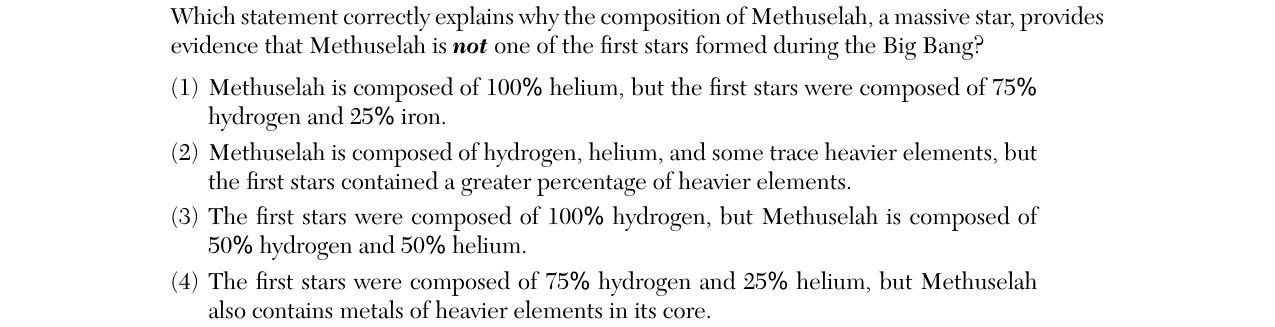 Which statement correctly explains why the composition of Methuselah, a massive star, provides
evidence that Methuselah is not one of the first stars formed during the Big Bang?
(1) Methuselah is composed of 100% helium, but the first stars were composed of 75%
hydrogen and 25% iron.
(2) Methuselah is composed of hydrogen, helium, and some trace heavier elements, but
the first stars contained a greater percentage of heavier elements.
(3) The first stars were composed of 100% hydrogen, but Methuselah is composed of
50% hydrogen and 50% helium.
(4) The first stars were composed of 75% hydrogen and 25% helium, but Methuselah
also contains metals of heavier elements in its core.